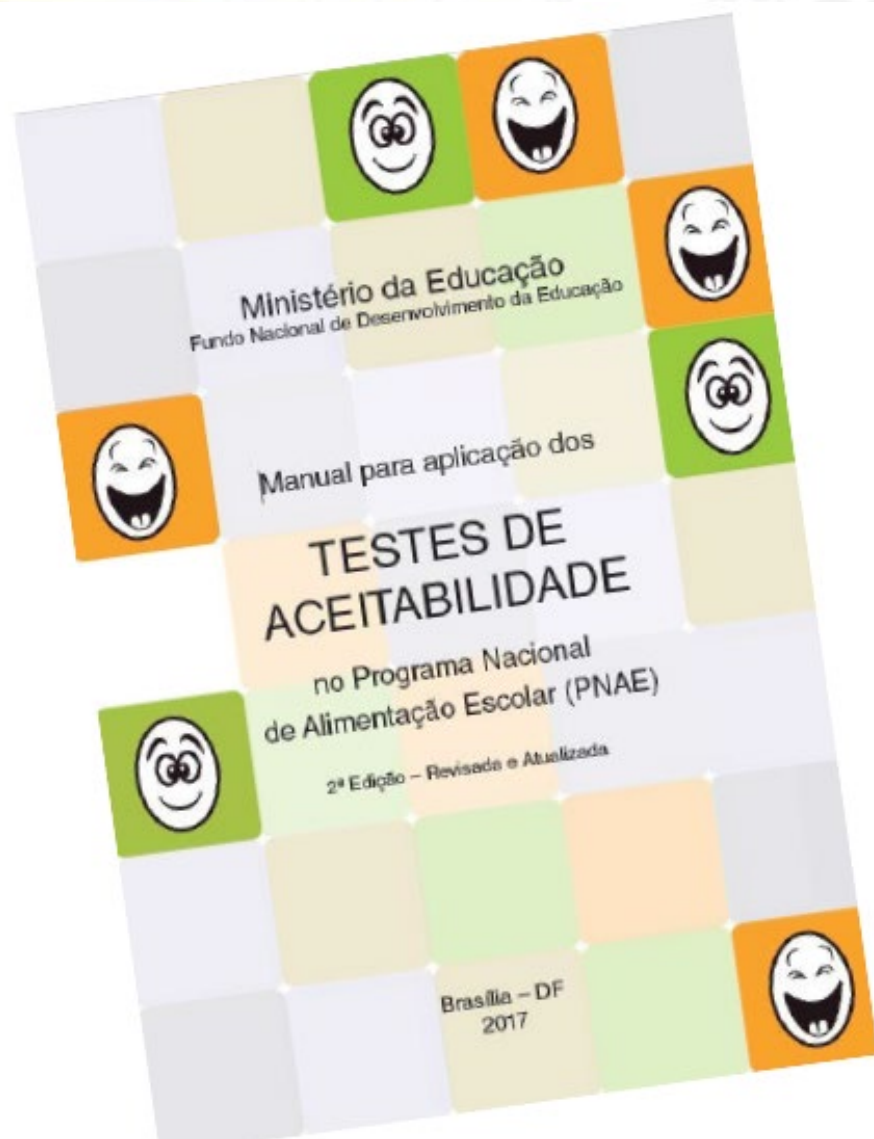 Ministério da Educação
Fundo Nacional de Desenvolvimento da Educação
Manual para aplicação dos
TESTES DE
ACEITABILIDADE
no Programa Nacional
de Alimentação Escolar (PNAE)
2ª Edição – Revisada e Atualizada
Brasília – DF
2017